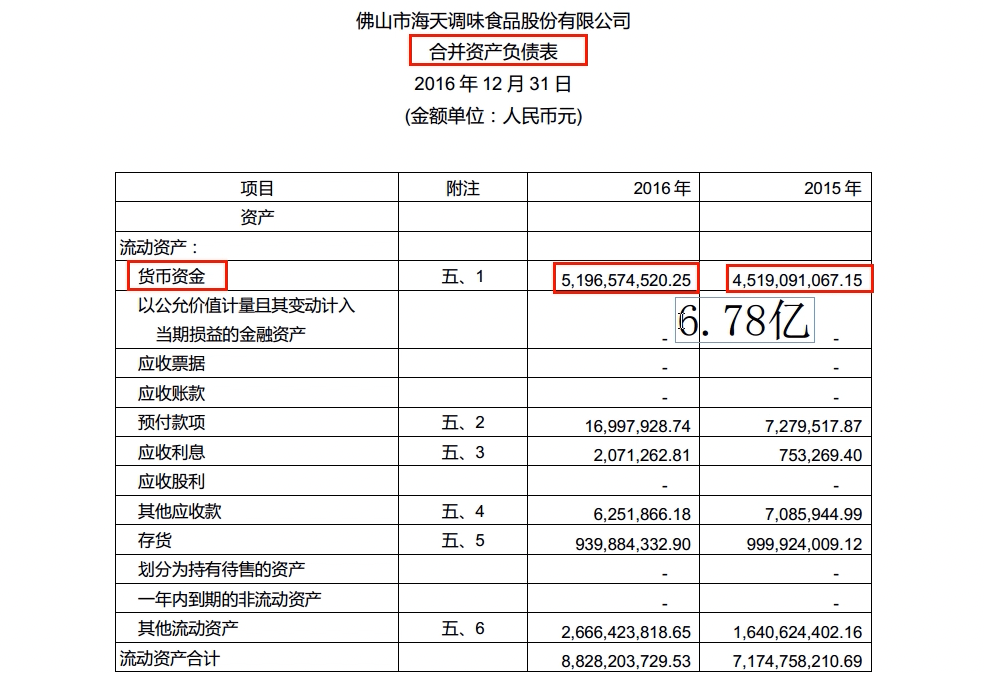 佛山市海天调味食品股份有限公司
合并资产负债表
2016 年 12 月 31 日
(金额单位：人民币元)
项目 附注 2016 年 2015 年
资产
流动资产：
货币资金 五、1 5,196,574,520.25 4,519,091,067.15
以公允价值计量且其变动计入
当期损益的金融资产 - -
6.78亿
应收票据 - -
应收账款 - -
预付款项 五、2 16,997,928.74 7,279,517.87
应收利息 五、3 2,071,262.81 753,269.40
应收股利 - -
其他应收款 五、4 6,251,866.18 7,085,944.99
存货 五、5 939,884,332.90 999,924,009.12
划分为持有待售的资产 - -
一年内到期的非流动资产 - -
其他流动资产 五、6 2,666,423,818.65 1,640,624,402.16
流动资产合计 8,828,203,729.53 7,174,758,210.69